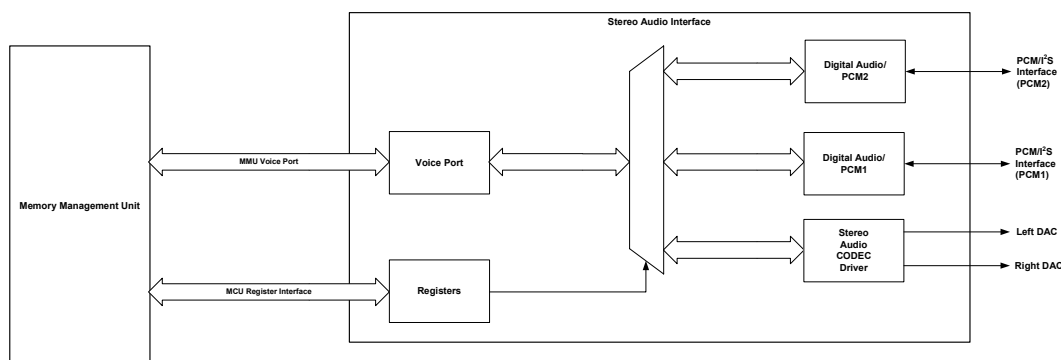 Stereo Audio Interface
Memory Management Unit
MMU Voice Port
MCU Register Interface
Voice Port
Registers
Digital Audio/
PCM2
Digital Audio/
PCM1
Stereo
Audio
CODEC
Driver
PCM/I²S
Interface
(PCM2)
PCM/I²S
Interface
(PCM1)
Left DAC
Right DAC